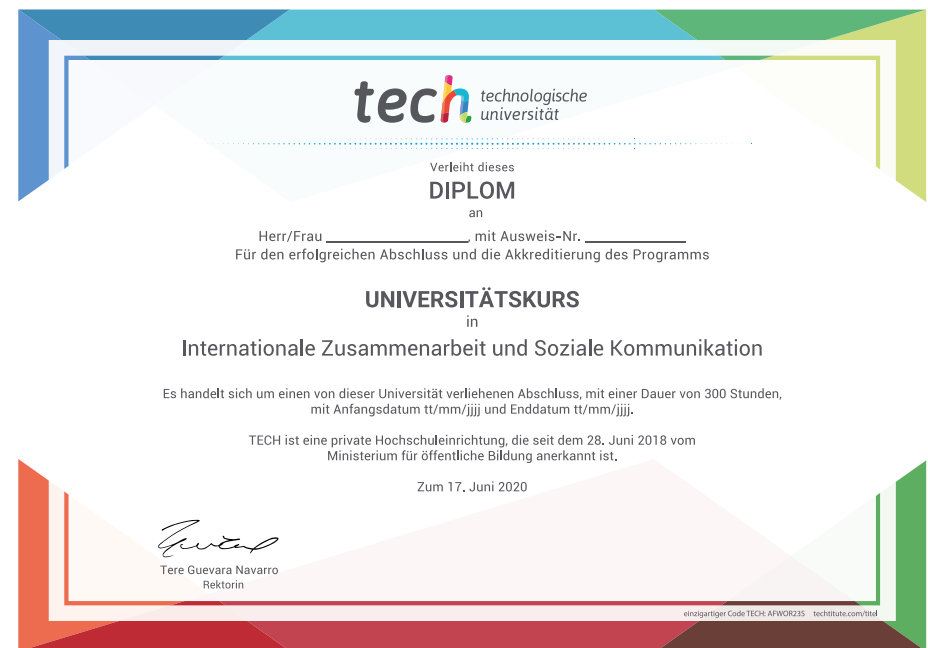 tech technologische
universität
Verleiht dieses
DIPLOM
an
Herr/Frau ____________, mit Ausweis-Nr. ____________
Für den erfolgreichen Abschluss und die Akkreditierung des Programms
UNIVERSITÄTSKURS
in
Internationale Zusammenarbeit und Soziale Kommunikation
Es handelt sich um einen von dieser Universität verliehenen Abschluss, mit einer Dauer von 300 Stunden,
mit Anfangsdatum tt/mm/jjjj und Enddatum tt/mm/jjjj.
TECH ist eine private Hochschuleinrichtung, die seit dem 28. Juni 2018 vom
Ministerium für öffentliche Bildung anerkannt ist.
Zum 17. Juni 2020
Tere Guevara Navarro
Rektorin
einzigartiger Code TECH: AFWOR23S techtitute.com/titel